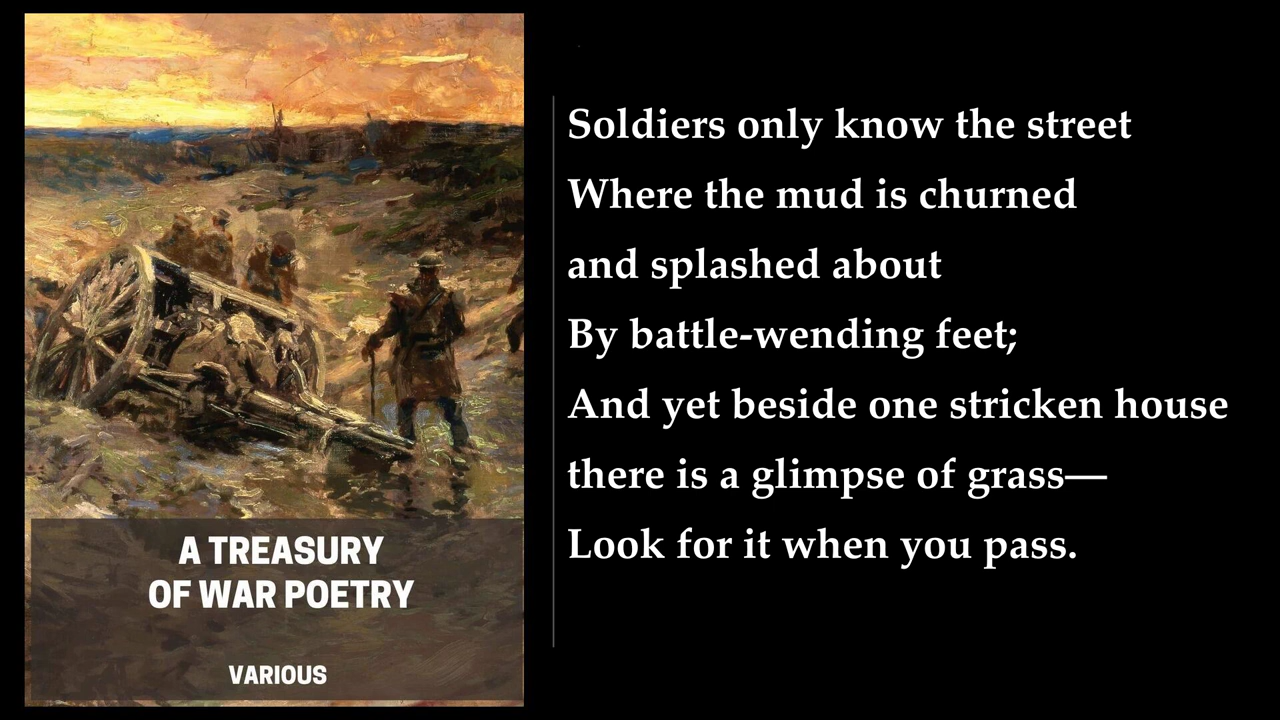 A TREASURY
OF WAR POETRY
VARIOUS
Soldiers only know the street
Where the mud is churned
and splashed about
By battle-wending feet;
And yet beside one stricken house
there is a glimpse of grass—
Look for it when you pass.